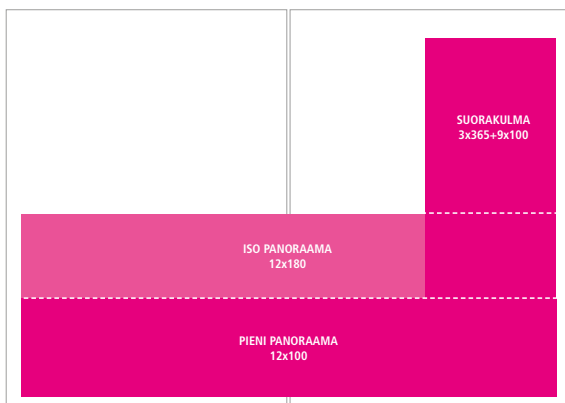 SUORAKULMA
3x365+9x100
ISO PANORAAMA
12x180
PIENI PANORAAMA
12x100